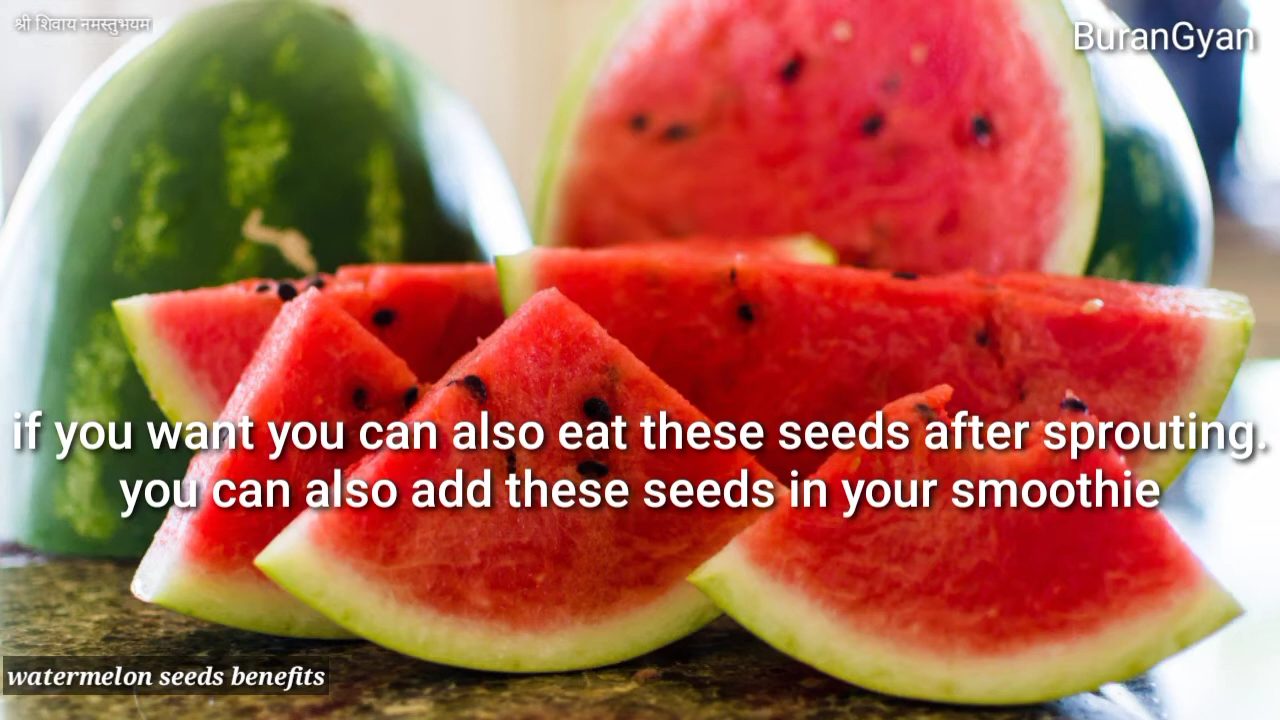 श्री शिवाय नमस्तुभयम
BuranGyan
if you want you can also eat these seeds after sprouting.
you can also add these seeds in your smoothie
watermelon seeds benefits